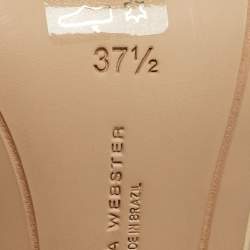 37½
A WEBSTER
DE IN BRAZIL